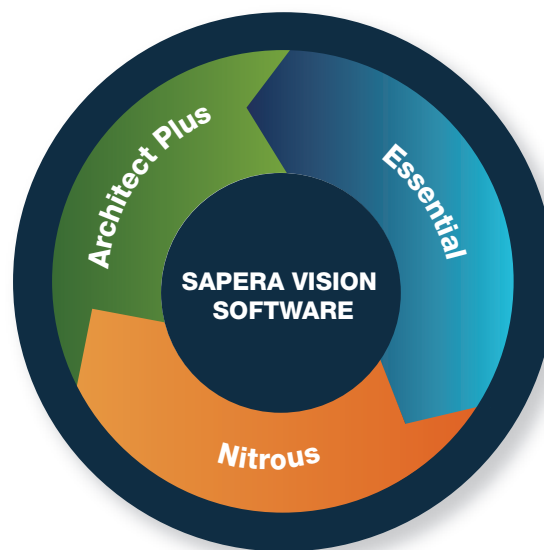 Architect Plus
Essential
SAPERA VISION
SOFTWARE
Nitrous